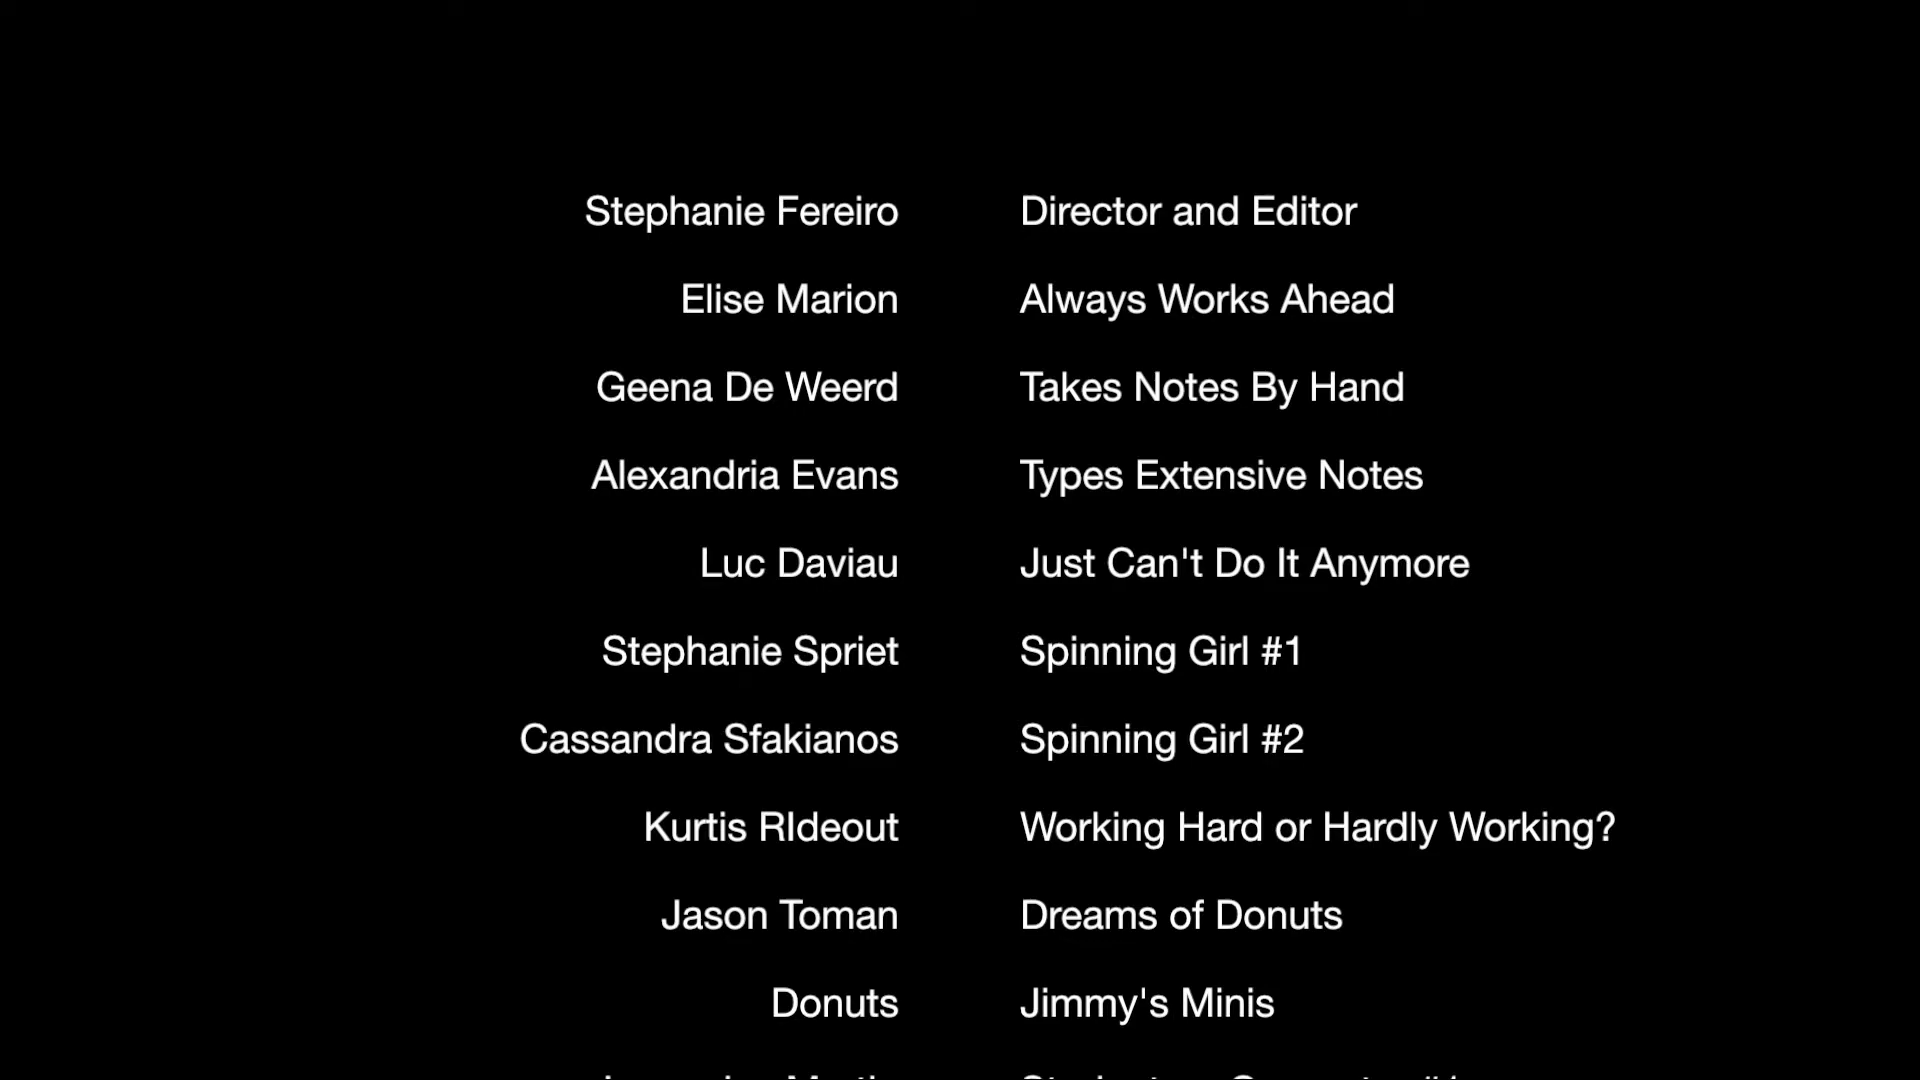 Stephanie Fereiro Director and Editor
Elise Marion Always Works Ahead
Geena De Weerd Takes Notes By Hand
Alexandria Evans Types Extensive Notes
Luc Daviau Just Can't Do It Anymore
Stephanie Spriet Spinning Girl #1
Cassandra Sfakianos Spinning Girl #2
Kurtis RIdeout Working Hard or Hardly Working?
Jason Toman Dreams of Donuts
Donuts Jimmy's Minis